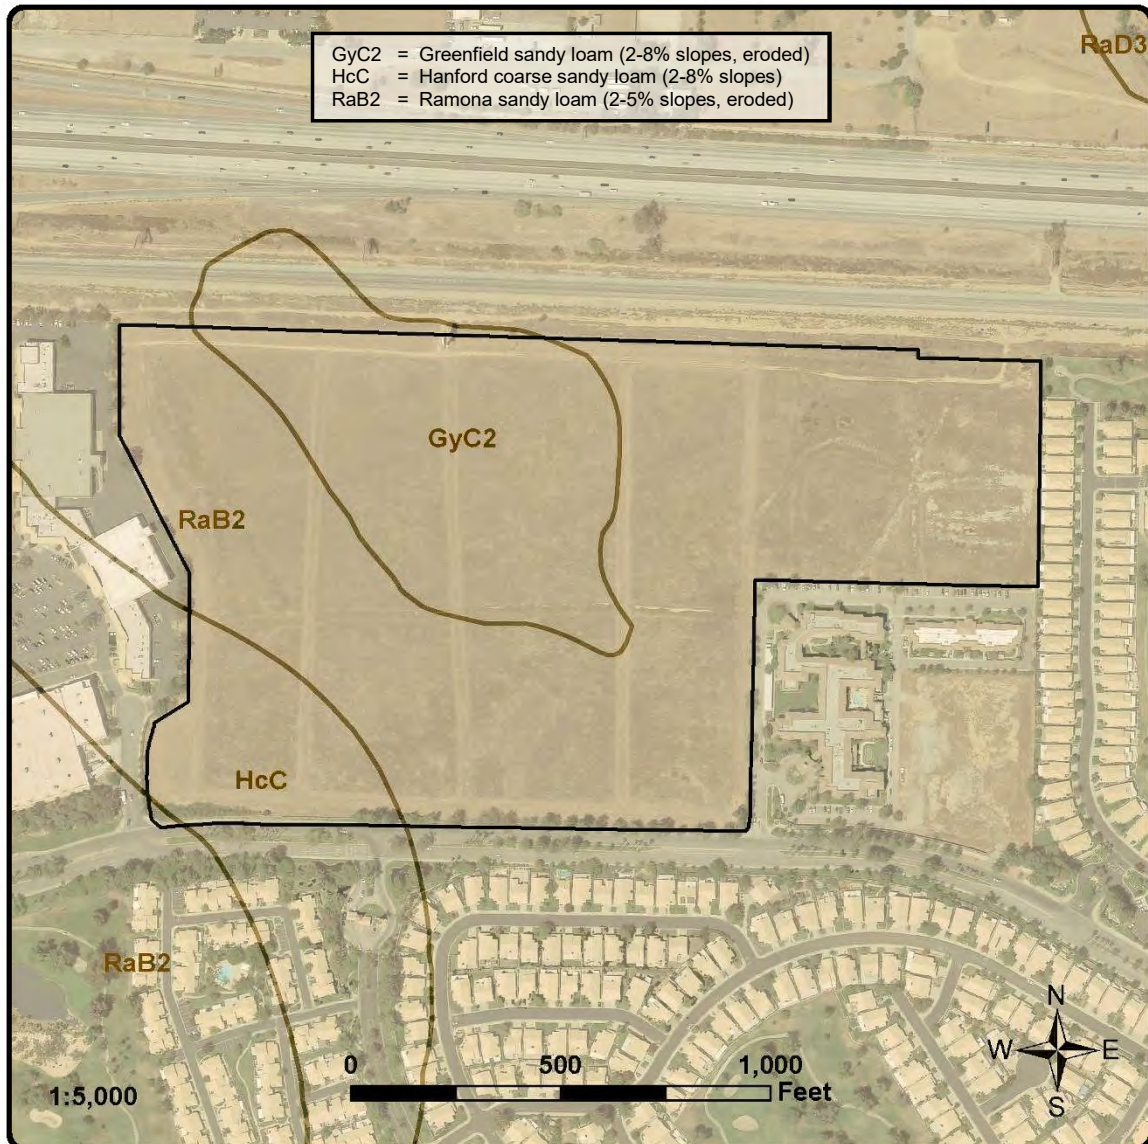 RaD3
GyC2 = Greenfield sandy loam (2-8% slopes, eroded)
HcC = Hanford coarse sandy loam (2-8% slopes)
RaB2 = Ramona sandy loam (2-5% slopes, eroded)
GyC2
RaB2
HcC
RaB2
N
W E
S
0 500 1,000
Feet
1:5,000